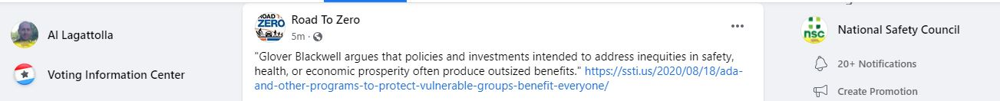 Al Lagattolla
Voting Information Center
ROAD
ZERO
Road To Zero
5m ·
"Glover Blackwell argues that policies and investments intended to address inequities in safety,
health, or economic prosperity often produce outsized benefits." https://ssti.us/2020/08/18/ada-
and-other-programs-to-protect-vulnerable-groups-benefit-everyone/
nsc
National Safety Council
20+ Notifications
Create Promotion